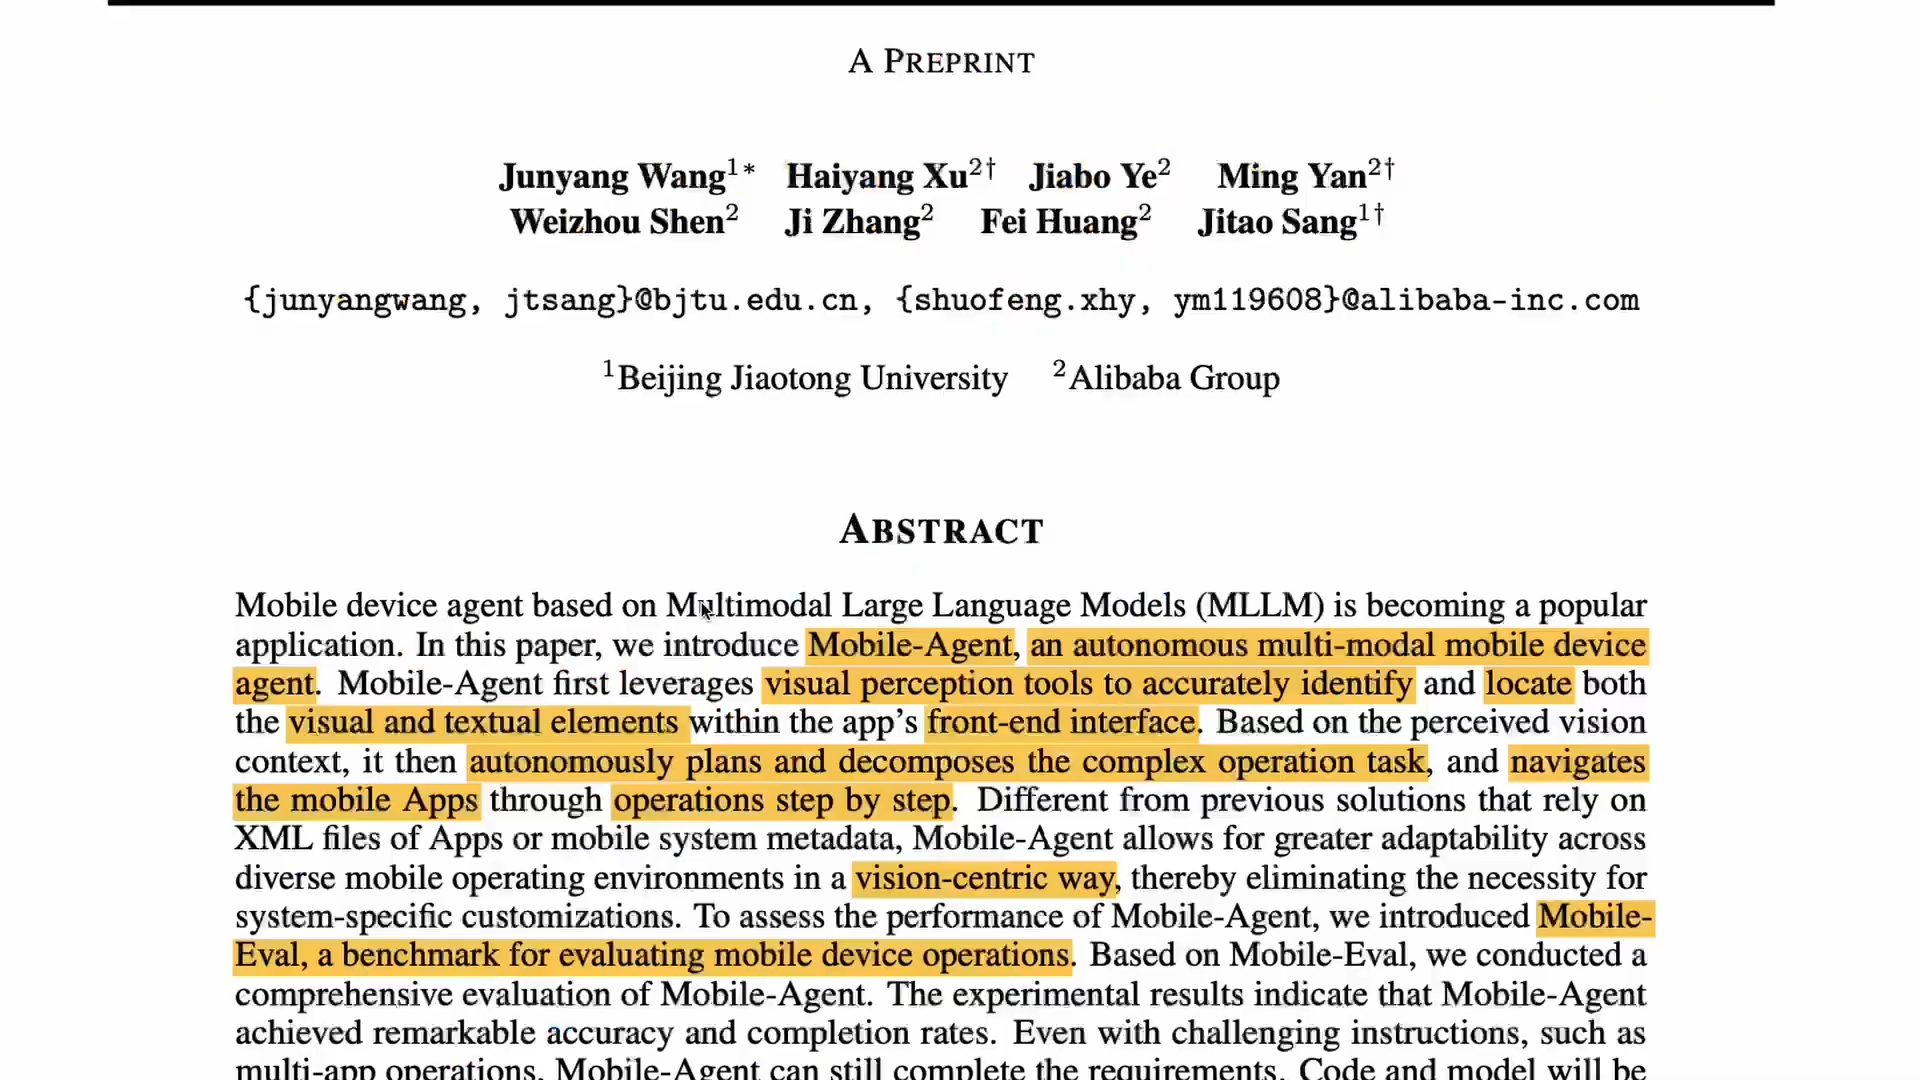 A PREPRINT
Junyang Wang1* Haiyang Xu2† Jiabo Ye2 Ming Yan2†
Weizhou Shen2 Ji Zhang2 Fei Huang2 Jitao Sang1†
{junyangwang, jtsang}@bjtu.edu.cn, {shuofeng.xhy, ym119608}@alibaba-inc.com
1Beijing Jiaotong University 2Alibaba Group
ABSTRACT
Mobile device agent based on Multimodal Large Language Models (MLLM) is becoming a popular
application. In this paper, we introduce Mobile-Agent, an autonomous multi-modal mobile device
agent. Mobile-Agent first leverages visual perception tools to accurately identify and locate both
the visual and textual elements within the app’s front-end interface. Based on the perceived vision
context, it then autonomously plans and decomposes the complex operation task, and navigates
the mobile Apps through operations step by step. Different from previous solutions that rely on
XML files of Apps or mobile system metadata, Mobile-Agent allows for greater adaptability across
diverse mobile operating environments in a vision-centric way, thereby eliminating the necessity for
system-specific customizations. To assess the performance of Mobile-Agent, we introduced Mobile-
Eval, a benchmark for evaluating mobile device operations. Based on Mobile-Eval, we conducted a
comprehensive evaluation of Mobile-Agent. The experimental results indicate that Mobile-Agent
achieved remarkable accuracy and completion rates. Even with challenging instructions, such as
multi-app operations, Mobile-Agent can still complete the requirements. Code and model will be